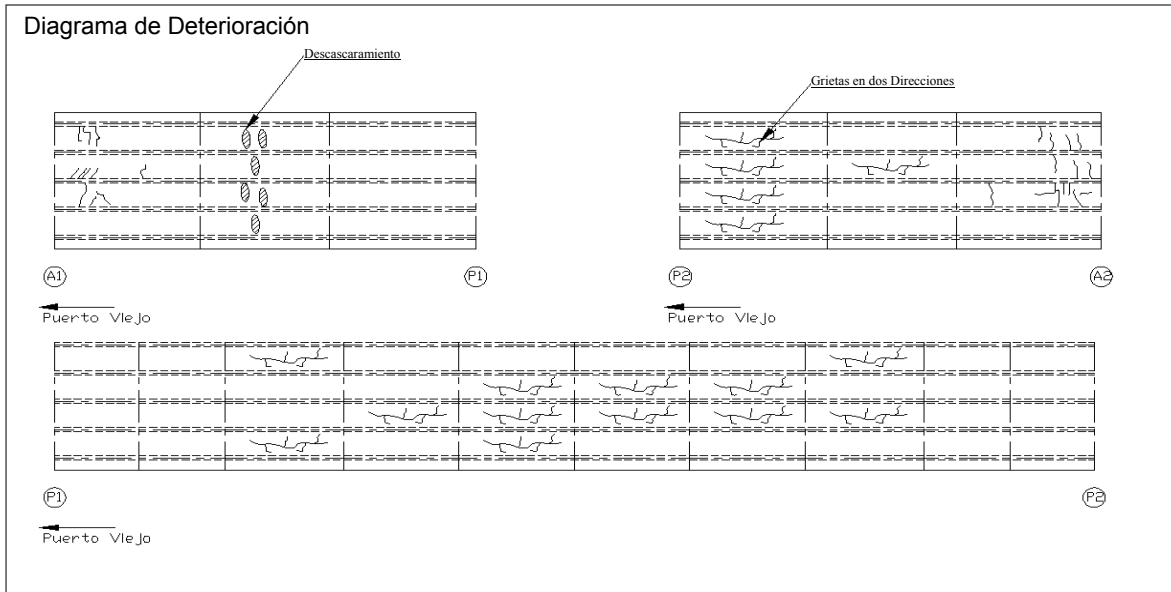 Diagrama de Deterioración
Descascaramiento
Grietas en dos Direcciones
A1
P1
P2
A2
Puerto Viejo
Puerto Viejo
P1
P2
Puerto Viejo